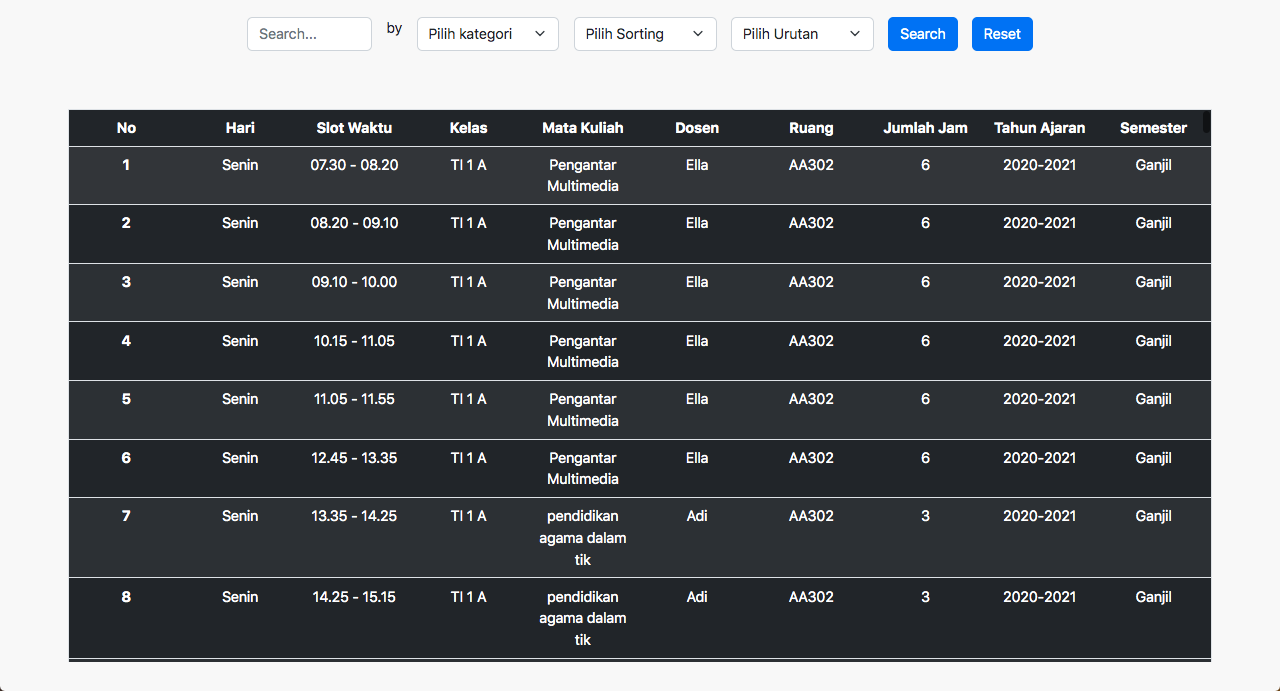 Search... by Pilih kategori Pilih Sorting Pilih Urutan Search Reset
No Hari Slot Waktu Kelas Mata Kuliah Dosen Ruang Jumlah Jam Tahun Ajaran Semester
1 Senin 07.30 - 08.20 TI 1 A Pengantar Ella AA302 6 2020-2021 Ganjil
Multimedia
2 Senin 08.20 - 09.10 TI 1 A Pengantar Ella AA302 6 2020-2021 Ganjil
Multimedia
3 Senin 09.10 - 10.00 TI 1 A Pengantar Ella AA302 6 2020-2021 Ganjil
Multimedia
4 Senin 10.15 - 11.05 TI 1 A Pengantar Ella AA302 6 2020-2021 Ganjil
Multimedia
5 Senin 11.05 - 11.55 TI 1 A Pengantar Ella AA302 6 2020-2021 Ganjil
Multimedia
6 Senin 12.45 - 13.35 TI 1 A Pengantar Ella AA302 6 2020-2021 Ganjil
Multimedia
7 Senin 13.35 - 14.25 TI 1 A pendidikan Adi AA302 3 2020-2021 Ganjil
agama dalam
tik
8 Senin 14.25 - 15.15 TI 1 A pendidikan Adi AA302 3 2020-2021 Ganjil
agama dalam
tik